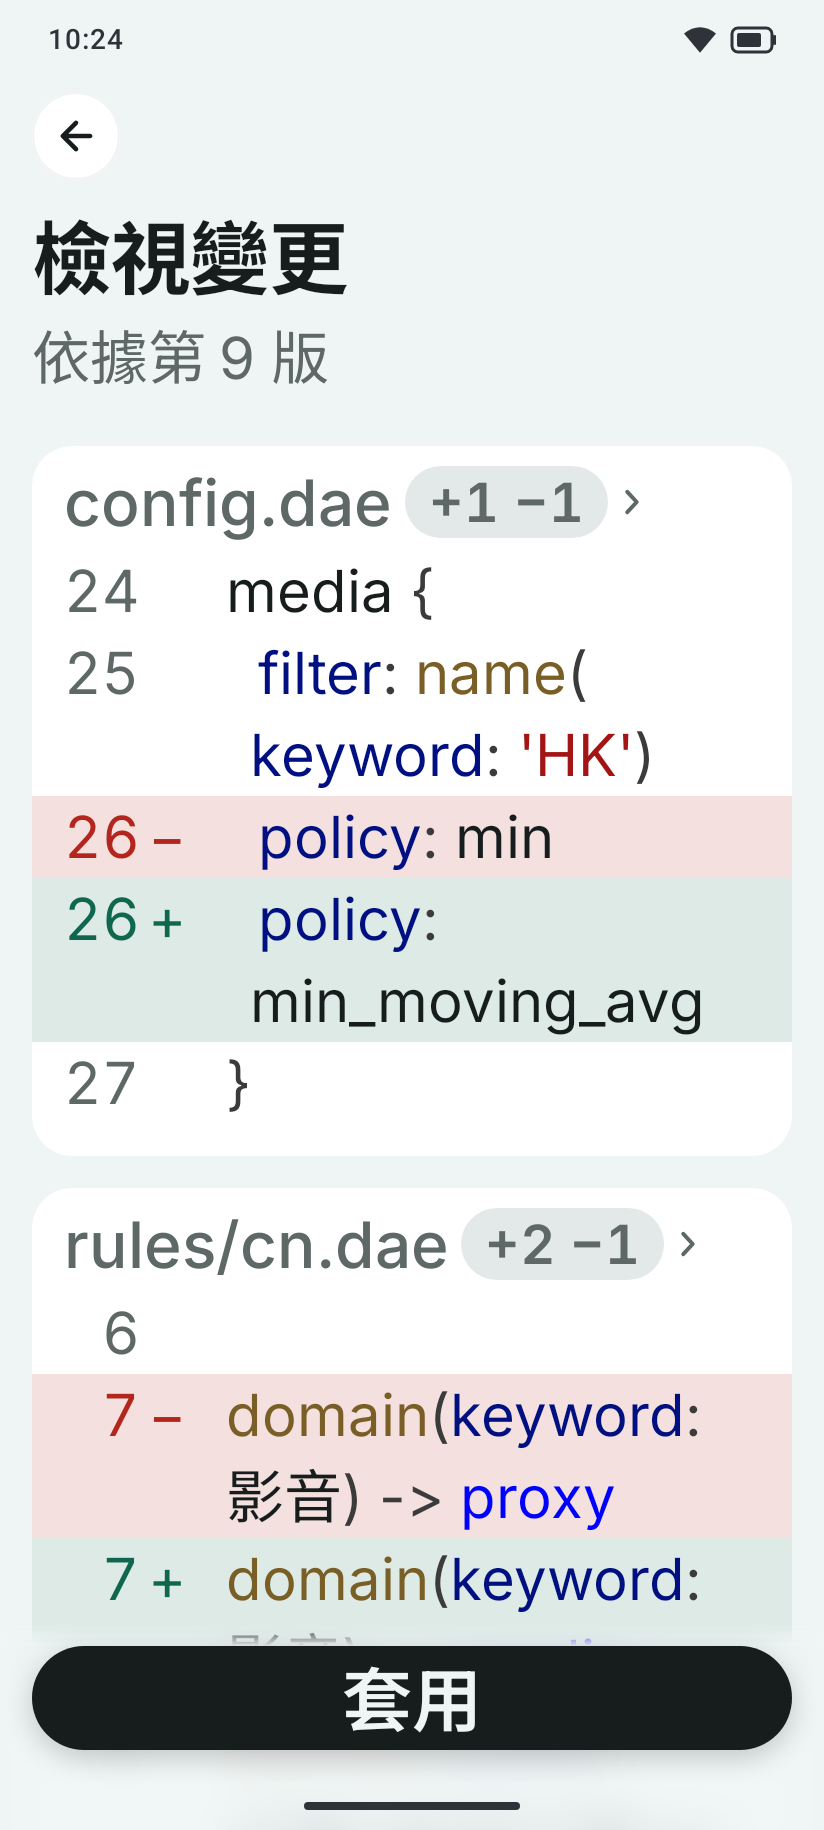 10:24
檢視變更
依據第 9 版
config.dae +1 −1
24 media {
25 filter: name(
keyword: 'HK')
26 − policy: min
26 + policy:
min_moving_avg
27 }
rules/cn.dae +2 −1
6
7 − domain(keyword:
影音) -> proxy
7 + domain(keyword:
套用